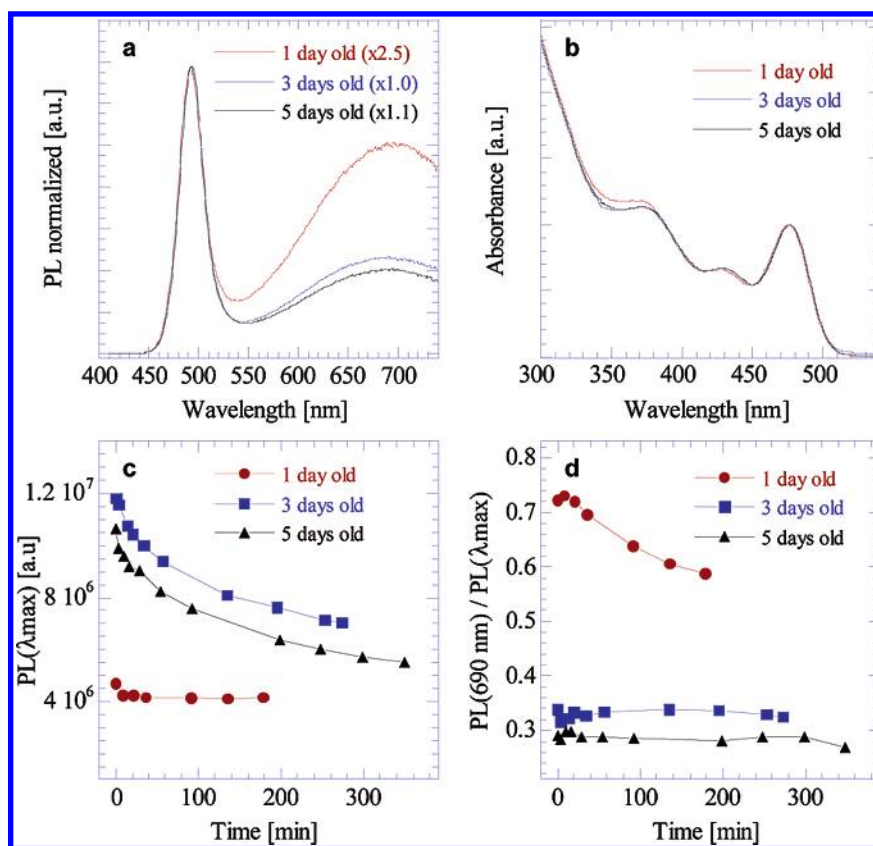 a
1 day old (x2.5)
3 days old (x1.0)
5 days old (x1.1)
PL normalized [a.u.]
400 450 500 550 600 650 700
Wavelength [nm]
b
1 day old
3 days old
5 days old
Absorbance [a.u.]
300 350 400 450 500
Wavelength [nm]
c
1 day old
3 days old
5 days old
PL(λmax) [a.u]
1.2 10⁷
8 10⁶
4 10⁶
0 100 200 300
Time [min]
d
1 day old
3 days old
5 days old
PL(690 nm) / PL(λmax)
0.8
0.7
0.6
0.5
0.4
0.3
0 100 200 300
Time [min]